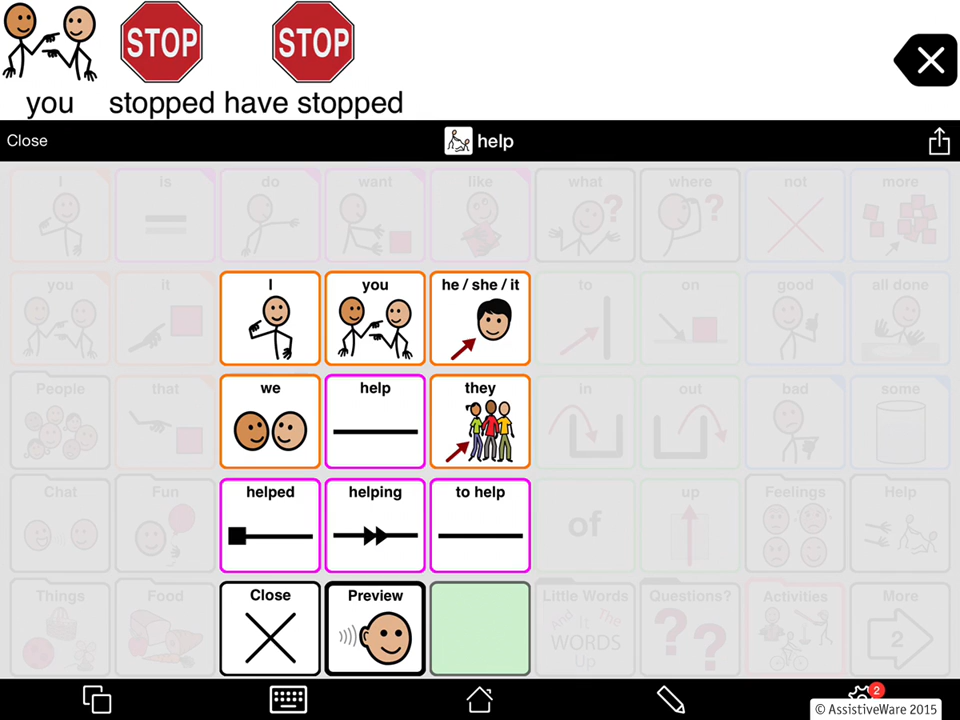 STOP STOP
you stopped have stopped
Close help
I is do want like what where not more
you it I you he / she / it to on good all done
People that we help they in out bad some
Chat Fun helped helping to help of up Feelings Help
Things Food Close Preview Little Words Questions? Activities More
And It The
WORDS
Up
? ?
2
2
© AssistiveWare 2015